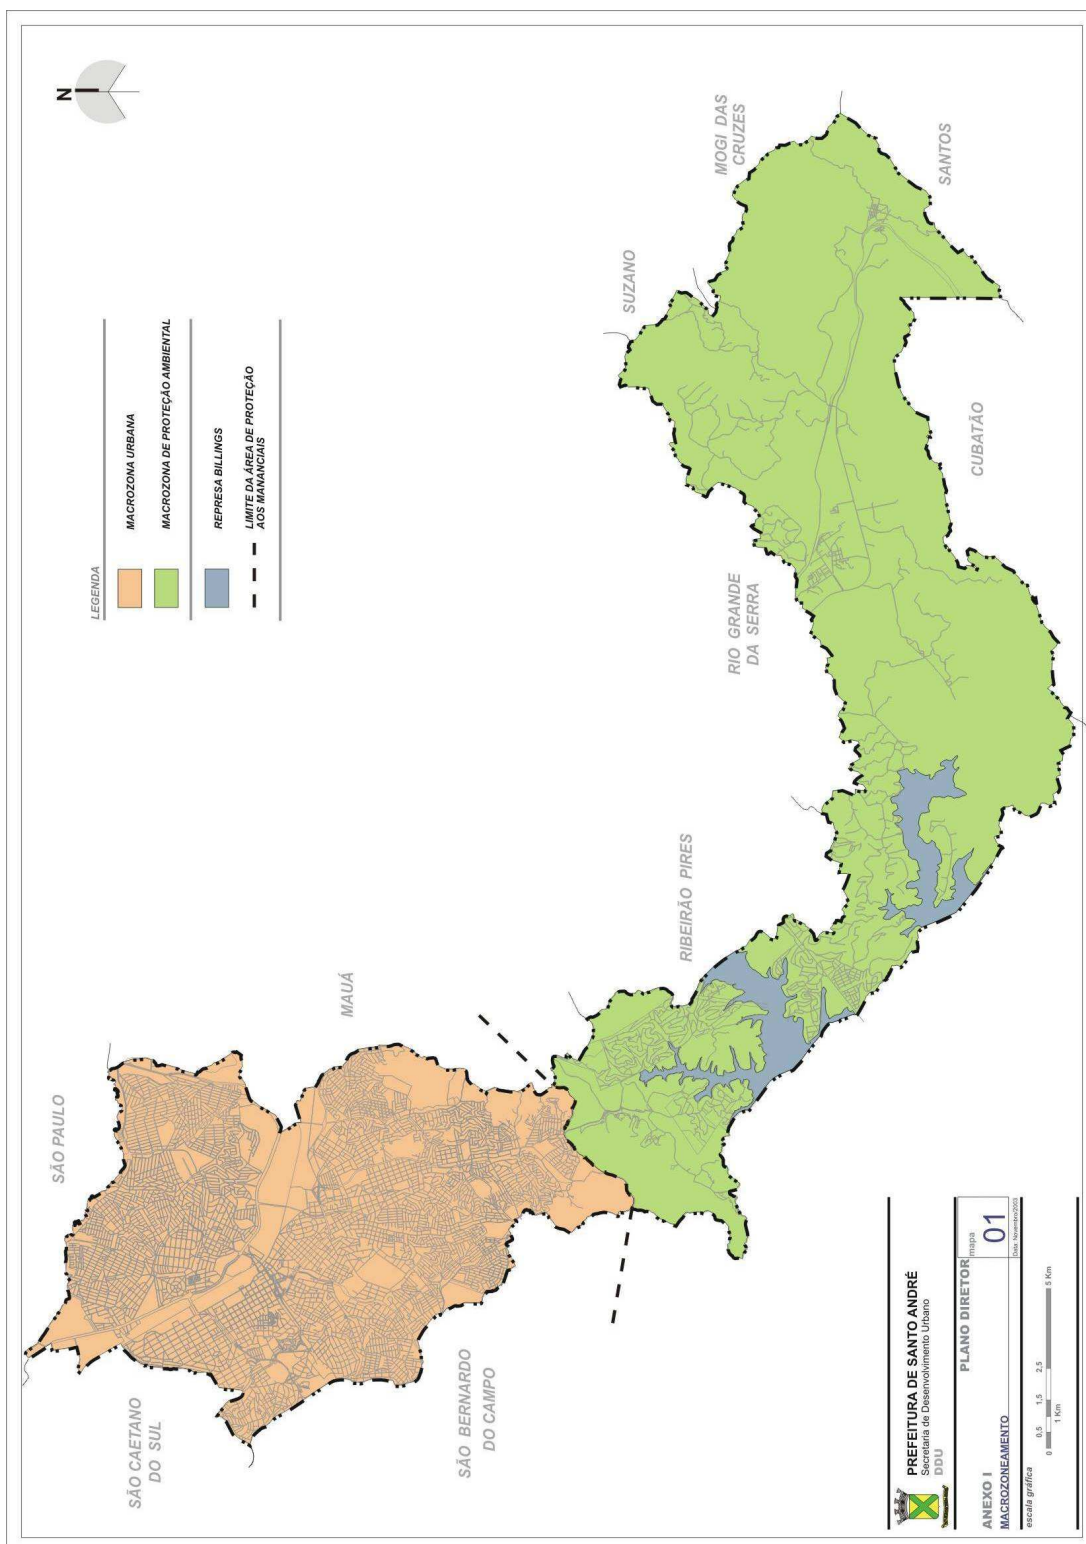 N
LEGENDA
MACROZONA URBANA
MACROZONA DE PROTEÇÃO AMBIENTAL
REPRESA BILLINGS
LIMITE DA ÁREA DE PROTEÇÃO
AOS MANANCIAIS
SÃO PAULO
SÃO CAETANO
DO SUL
SÃO BERNARDO
DO CAMPO
MAUÁ
RIBEIRÃO PIRES
RIO GRANDE
DA SERRA
SUZANO
MOGI DAS
CRUZES
SANTOS
CUBATÃO
PREFEITURA DE SANTO ANDRÉ
Secretaria de Desenvolvimento Urbano
DDU
PLANO DIRETOR
mapa
01
Data: Novembro/2003
ANEXO I
MACROZONEAMENTO
escala gráfica
0 0,5 1,5 2,5 5 Km
1 Km